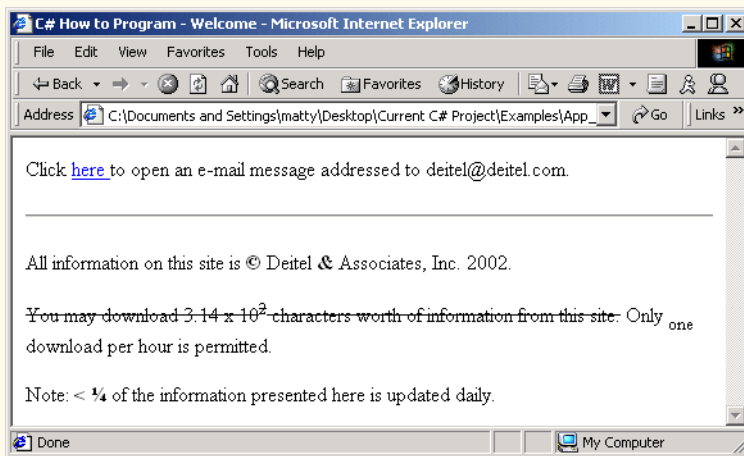 C# How to Program - Welcome - Microsoft Internet Explorer
File Edit View Favorites Tools Help
Back Search Favorites History
Address C:\Documents and Settings\matty\Desktop\Current C# Project\Examples\App_ Go Links »
Click here to open an e-mail message addressed to deitel@deitel.com.
All information on this site is © Deitel & Associates, Inc. 2002.
You may download 3.14 x 10² characters worth of information from this site. Only one
download per hour is permitted.
Note: < ¼ of the information presented here is updated daily.
Done My Computer